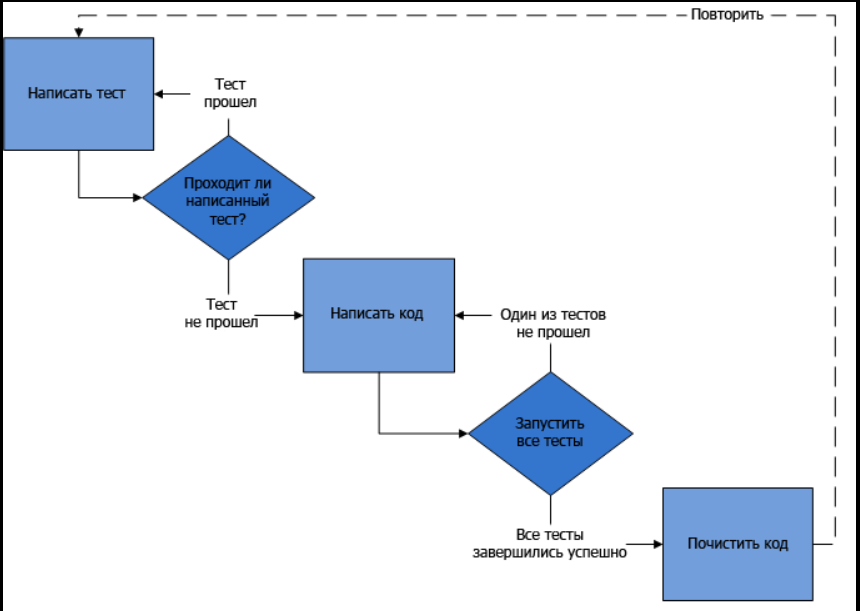 Повторить
Написать тест
Тест
прошел
Проходит ли
написанный
тест?
Тест
не прошел
Написать код
Один из тестов
не прошел
Запустить
все тесты
Все тесты
завершились успешно
Почистить код